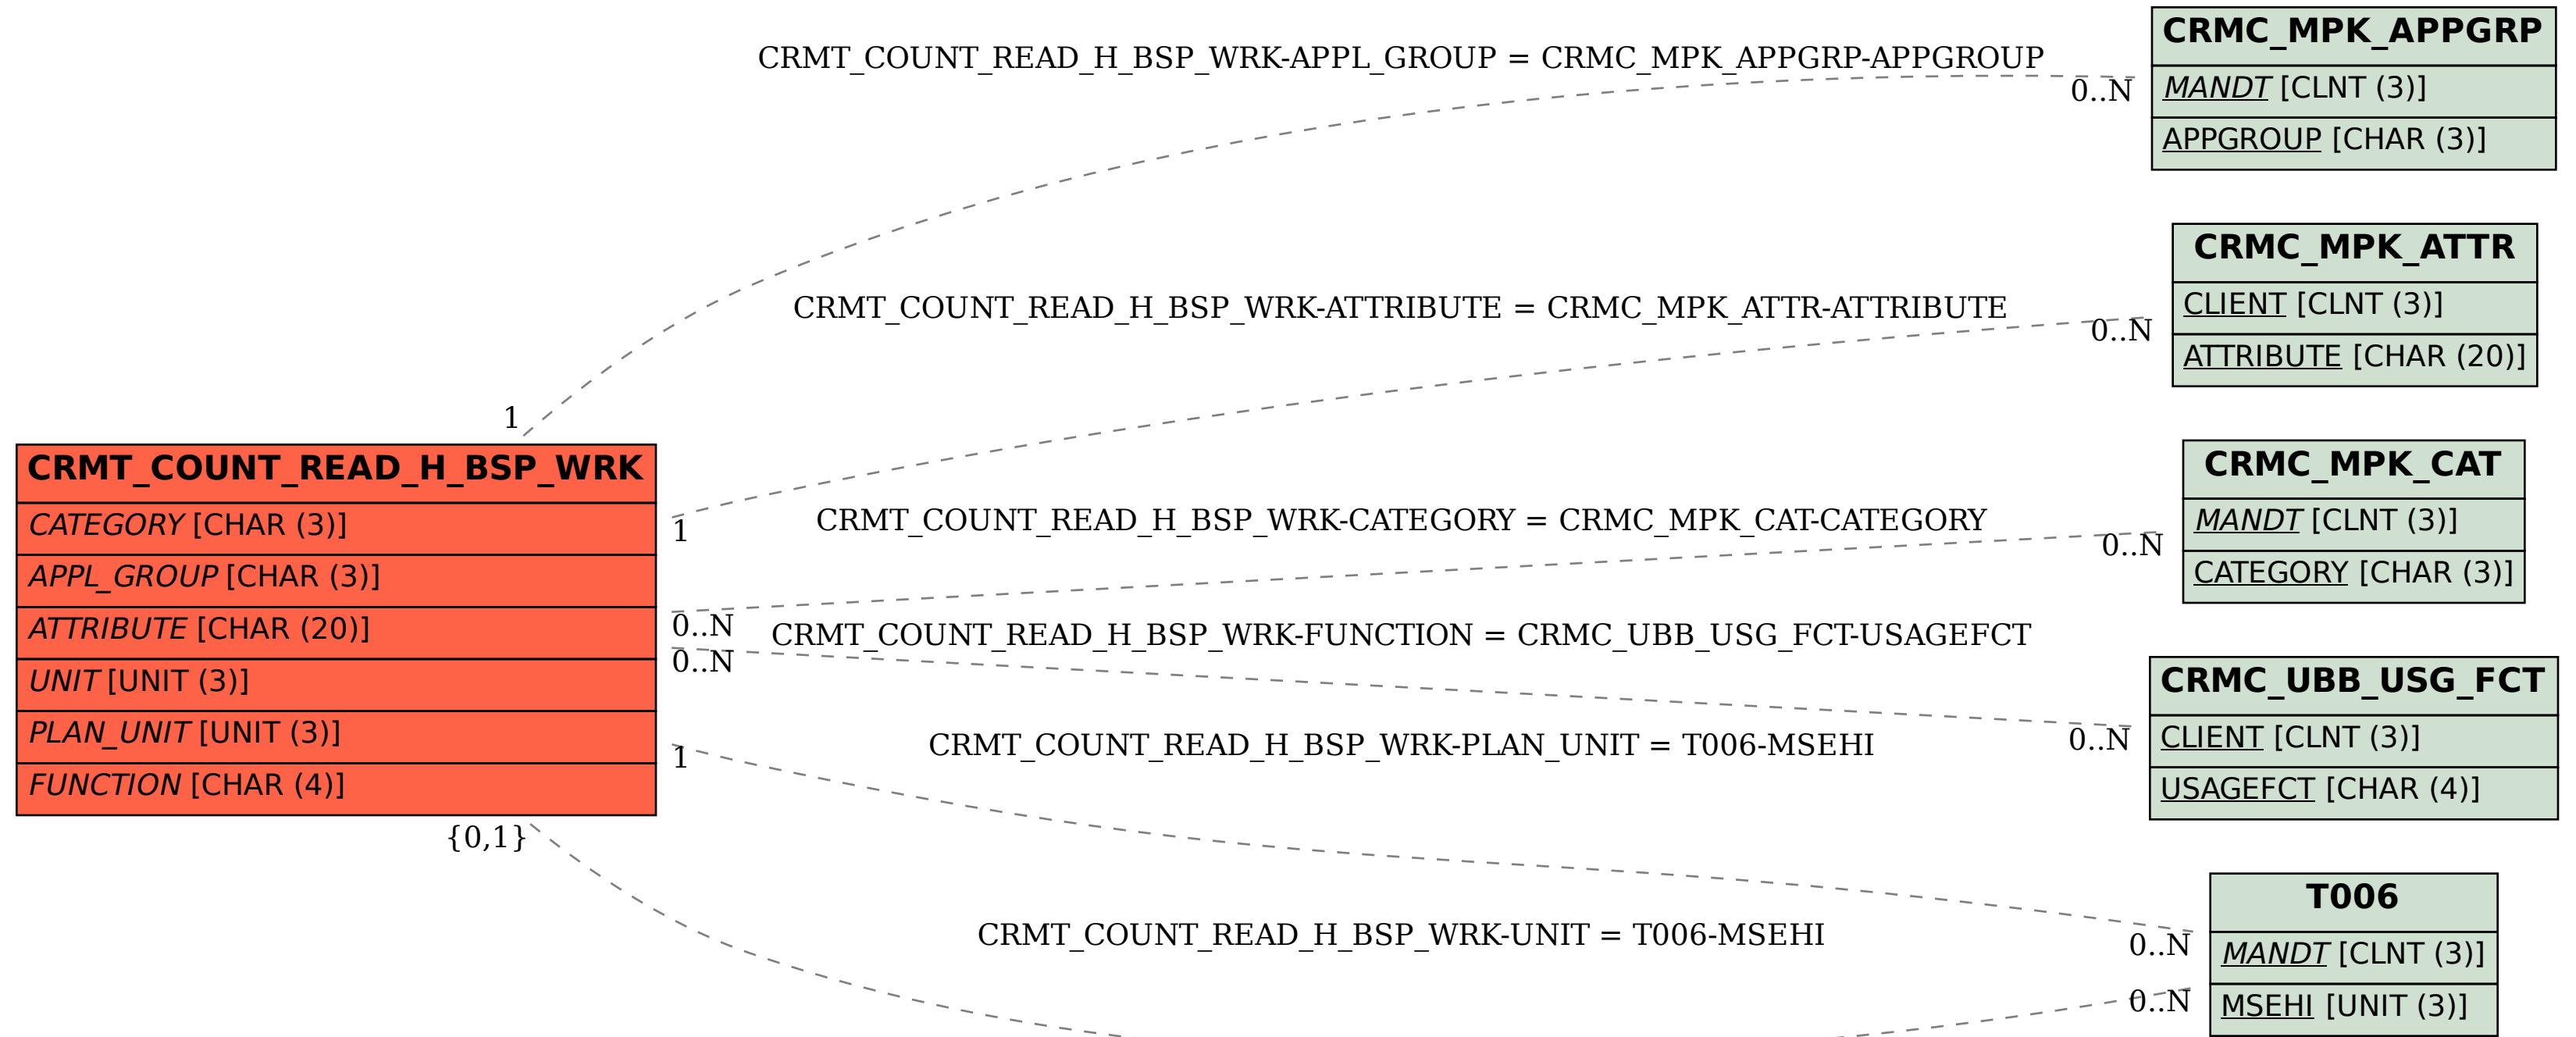 CRMT_COUNT_READ_H_BSP_WRK-APPL_GROUP = CRMC_MPK_APPGRP-APPGROUP
0..N
CRMC_MPK_APPGRP
MANDT [CLNT (3)]
APPGROUP [CHAR (3)]
CRMT_COUNT_READ_H_BSP_WRK-ATTRIBUTE = CRMC_MPK_ATTR-ATTRIBUTE
0..N
CRMC_MPK_ATTR
CLIENT [CLNT (3)]
ATTRIBUTE [CHAR (20)]
1
CRMT_COUNT_READ_H_BSP_WRK
CATEGORY [CHAR (3)]
APPL_GROUP [CHAR (3)]
ATTRIBUTE [CHAR (20)]
UNIT [UNIT (3)]
PLAN_UNIT [UNIT (3)]
FUNCTION [CHAR (4)]
{0,1}
1
CRMT_COUNT_READ_H_BSP_WRK-CATEGORY = CRMC_MPK_CAT-CATEGORY
0..N
0..N
CRMC_MPK_CAT
MANDT [CLNT (3)]
CATEGORY [CHAR (3)]
CRMT_COUNT_READ_H_BSP_WRK-FUNCTION = CRMC_UBB_USG_FCT-USAGEFCT
0..N
0..N
CRMC_UBB_USG_FCT
CLIENT [CLNT (3)]
USAGEFCT [CHAR (4)]
1
CRMT_COUNT_READ_H_BSP_WRK-PLAN_UNIT = T006-MSEHI
0..N
CRMT_COUNT_READ_H_BSP_WRK-UNIT = T006-MSEHI
0..N
T006
MANDT [CLNT (3)]
MSEHI [UNIT (3)]